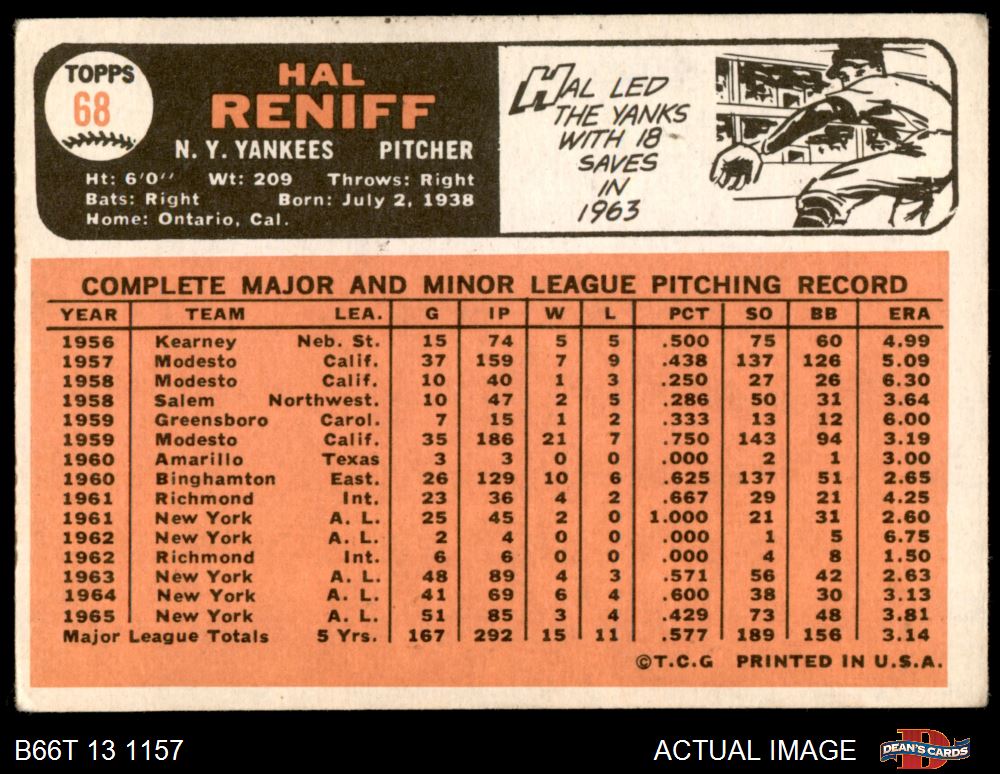 TOPPS
68
HAL
RENIFF
N. Y. YANKEES PITCHER
Ht: 6'0" Wt: 209 Throws: Right
Bats: Right Born: July 2, 1938
Home: Ontario, Cal.
HAL LED
THE YANKS
WITH 18
SAVES
IN
1963
COMPLETE MAJOR AND MINOR LEAGUE PITCHING RECORD
YEAR TEAM LEA. G IP W L PCT SO BB ERA
1956 Kearney Neb. St. 15 74 5 5 .500 75 60 4.99
1957 Modesto Calif. 37 159 7 9 .438 137 126 5.09
1958 Modesto Calif. 10 40 1 3 .250 27 26 6.30
1958 Salem Northwest. 10 47 2 5 .286 50 31 3.64
1959 Greensboro Carol. 7 15 1 2 .333 13 12 6.00
1959 Modesto Calif. 35 186 21 7 .750 143 94 3.19
1960 Amarillo Texas 3 3 0 0 .000 2 1 3.00
1960 Binghamton East. 26 129 10 6 .625 137 51 2.65
1961 Richmond Int. 23 36 4 2 .667 29 21 4.25
1961 New York A. L. 25 45 2 0 1.000 21 31 2.60
1962 New York A. L. 2 4 0 0 .000 1 5 6.75
1962 Richmond Int. 6 6 0 0 .000 4 8 1.50
1963 New York A. L. 48 89 4 3 .571 56 42 2.63
1964 New York A. L. 41 69 6 4 .600 38 30 3.13
1965 New York A. L. 51 85 3 4 .429 73 48 3.81
Major League Totals 5 Yrs. 167 292 15 11 .577 189 156 3.14
©T.C.G PRINTED IN U.S.A.
B66T 13 1157 ACTUAL IMAGE DEAN'S CARDS